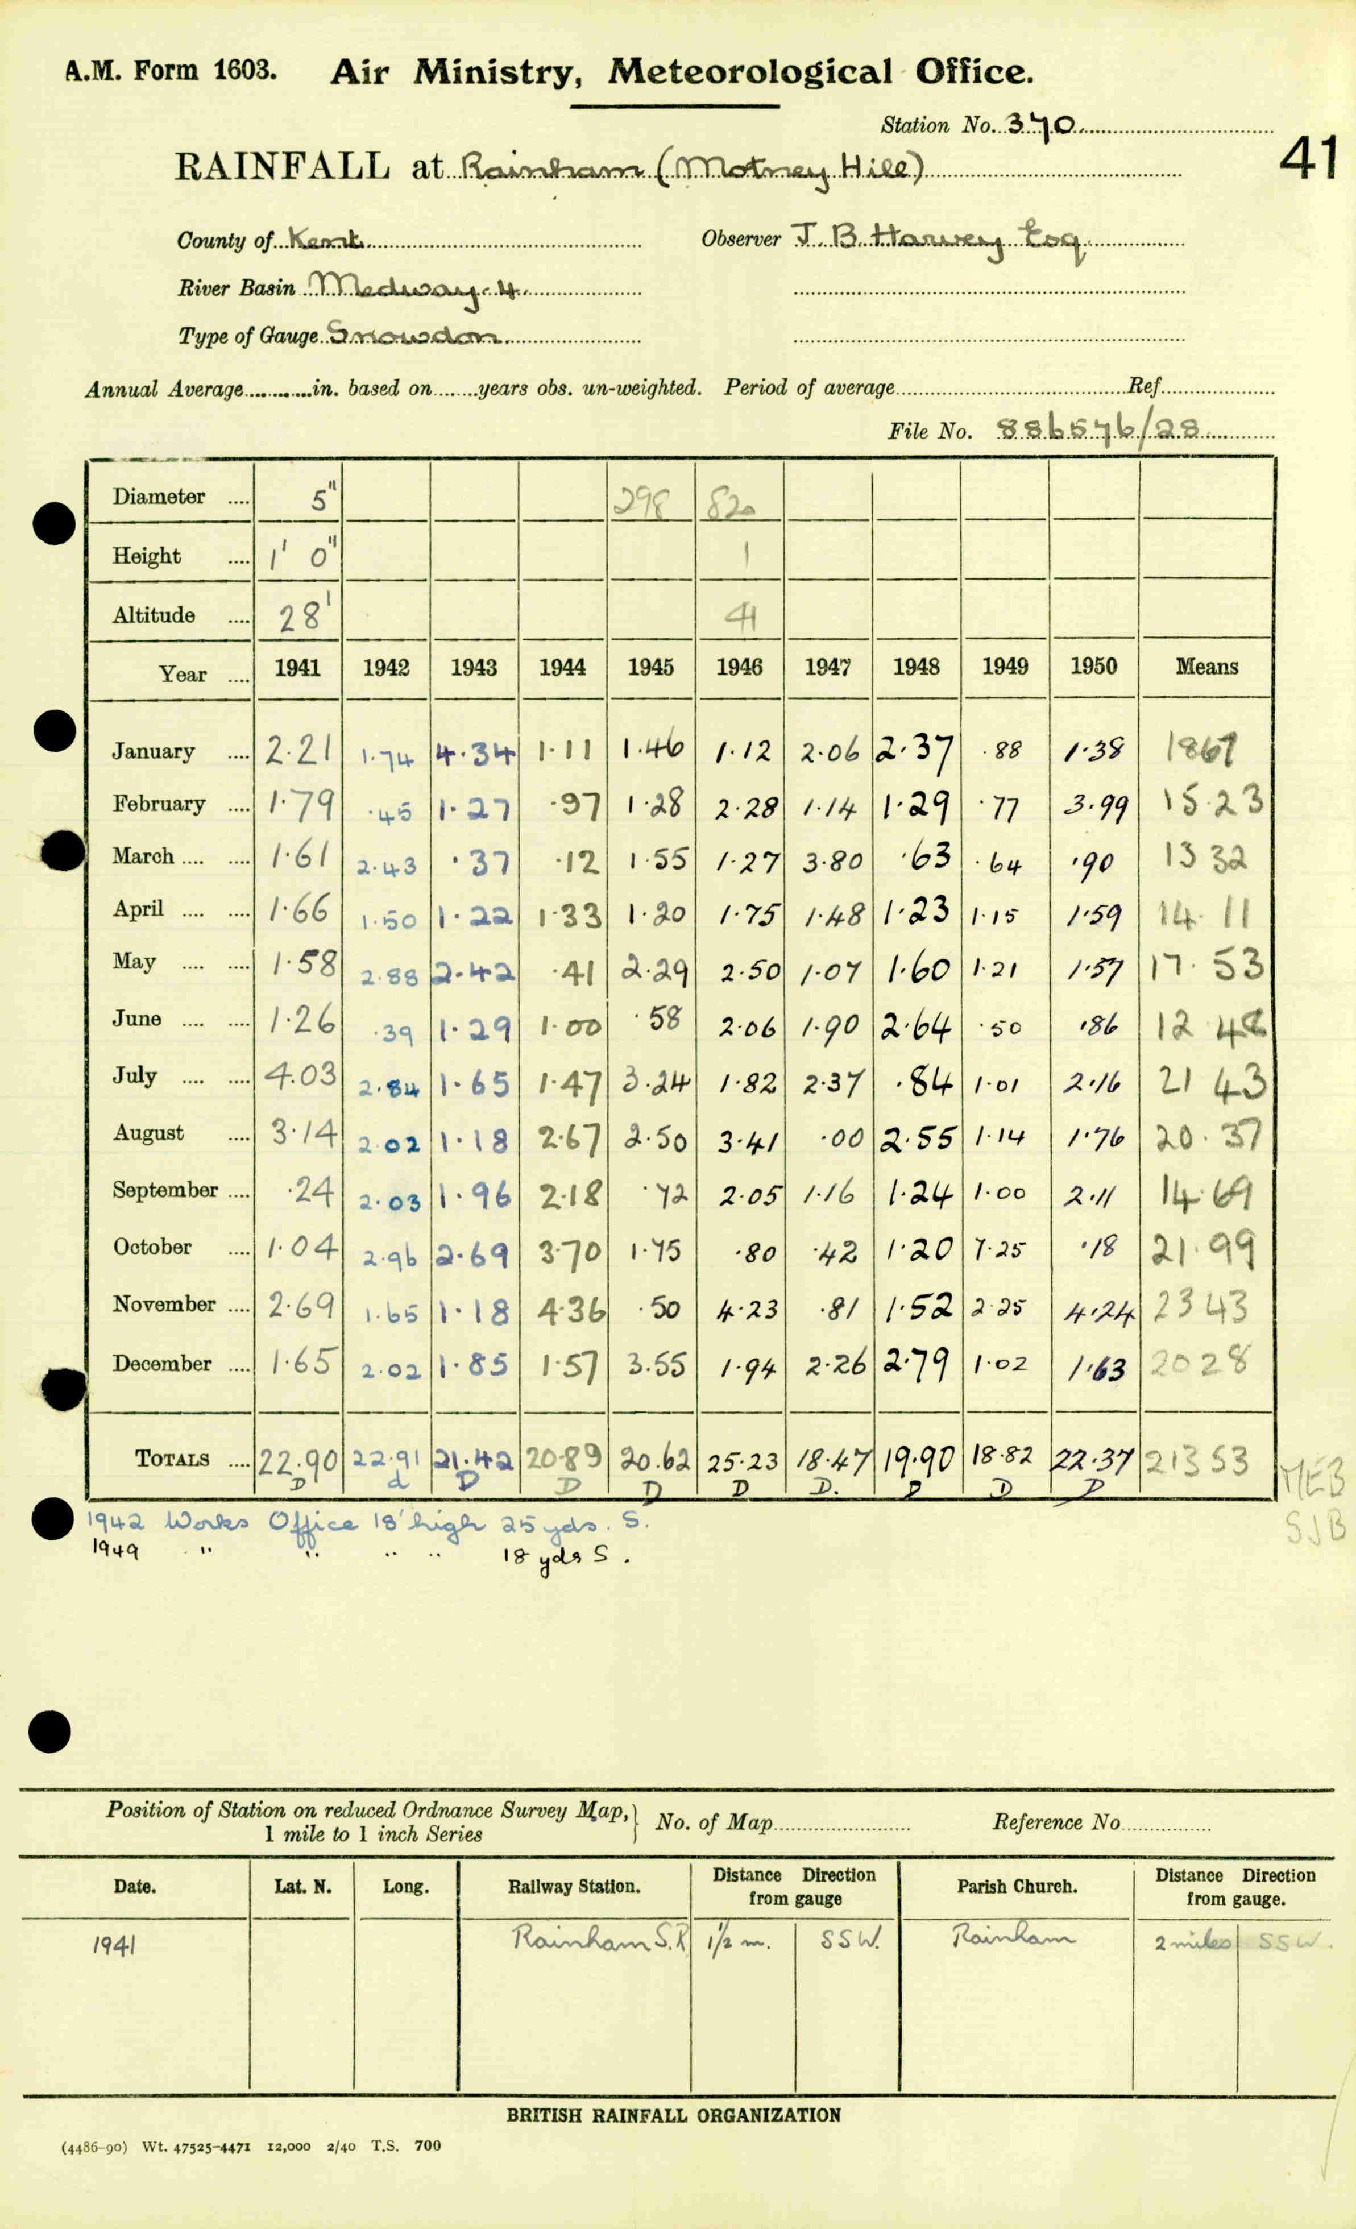 A.M. Form 1603. Air Ministry, Meteorological Office.
Station No. 370
41
RAINFALL at Rainham (Motney Hill)
County of Kent Observer J. B. Harvey Esq
River Basin Medway. 4.
Type of Gauge Snowdon
Annual Average in. based on years obs. un-weighted. Period of average Ref.
File No. 886576/28
Diameter 5" 298 820
Height 1' 0" 1
Altitude 28' 41
Year 1941 1942 1943 1944 1945 1946 1947 1948 1949 1950 Means
January 2.21 1.74 4.34 1.11 1.46 1.12 2.06 2.37 .88 1.38 1867
February 1.79 .45 1.27 .97 1.28 2.28 1.14 1.29 .77 3.99 15.23
March 1.61 2.43 .37 .12 1.55 1.27 3.80 .63 .64 .90 13 32
April 1.66 1.50 1.22 1.33 1.20 1.75 1.48 1.23 1.15 1.59 14.11
May 1.58 2.88 2.42 .41 2.29 2.50 1.07 1.60 1.21 1.57 17.53
June 1.26 .39 1.29 1.00 .58 2.06 1.90 2.64 .50 .86 12 48
July 4.03 2.84 1.65 1.47 3.24 1.82 2.37 .84 1.01 2.16 21 43
August 3.14 2.02 1.18 2.67 2.50 3.41 .00 2.55 1.14 1.76 20.37
September .24 2.03 1.96 2.18 .72 2.05 1.16 1.24 1.00 2.11 14.69
October 1.04 2.96 2.69 3.70 1.75 .80 .42 1.20 7.25 .18 21.99
November 2.69 1.65 1.18 4.36 .50 4.23 .81 1.52 2.25 4.24 23 43
December 1.65 2.02 1.85 1.57 3.55 1.94 2.26 2.79 1.02 1.63 20 28
TOTALS 22.90 22.91 21.42 20.89 20.62 25.23 18.47 19.90 18.82 22.37 213 53
D d D D D D D. D D D
MEB
SJB
1942 Works Office 18' high 25 yds. S.
1949 " " " " 18 yds S.
Position of Station on reduced Ordnance Survey Map, 1 mile to 1 inch Series } No. of Map Reference No.
Date. Lat. N. Long. Railway Station. Distance Direction from gauge Parish Church. Distance Direction from gauge.
1941 Rainham S.R. 1½ m. SSW. Rainham 2 miles SSW.
BRITISH RAINFALL ORGANIZATION
(4486-90) Wt. 47525-4471 12,000 2/40 T.S. 700